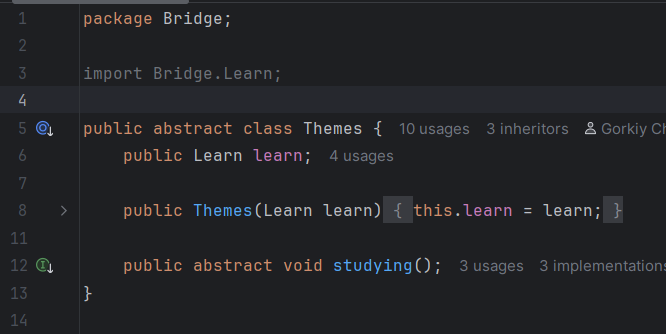 1 package Bridge;
2
3 import Bridge.Learn;
4
5 public abstract class Themes { 10 usages 3 inheritors Gorkiy
6 public Learn learn; 4 usages
7
8 public Themes(Learn learn) { this.learn = learn; }
11
12 public abstract void studying(); 3 usages 3 implementations
13 }
14